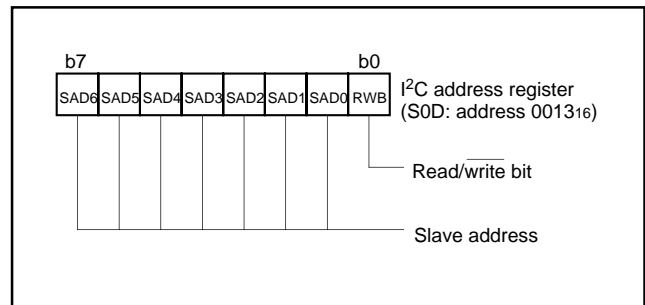 b7 b0
SAD6 SAD5 SAD4 SAD3 SAD2 SAD1 SAD0 RWB
I²C address register
(S0D: address 0013₁₆)
Read/w̅r̅i̅t̅e̅ bit
Slave address